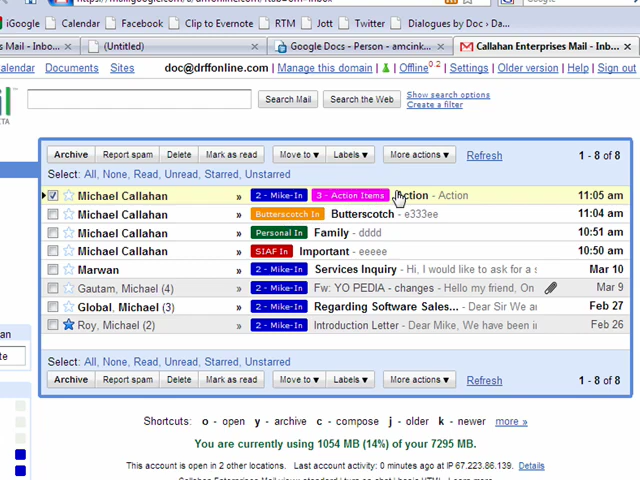 iGoogle Calendar Facebook Clip to Evernote RTM Jott Twitter Dialogues by Doc › Da...
s Mail - Inbo... (Untitled) Google Docs - Person - amcink... Callahan Enterprises Mail - In...
alendar Documents Sites doc@drffonline.com | Manage this domain | Offline 0.2 | Settings | Older version | Help | Sign out
Search Mail Search the Web Show search options
Create a filter
BETA
Archive Report spam Delete Mark as read Move to▼ Labels▼ More actions▼ Refresh 1 - 8 of 8
Select: All, None, Read, Unread, Starred, Unstarred
Michael Callahan » 2 - Mike-In 3 - Action Items Action - Action 11:05 am
Michael Callahan » Butterscotch In Butterscotch - e333ee 11:04 am
Michael Callahan » Personal In Family - dddd 10:51 am
Michael Callahan » SIAF In Important - eeeee 10:50 am
Marwan » 2 - Mike-In Services Inquiry - Hi, I would like to ask for a s Mar 10
Gautam, Michael (4) » 2 - Mike-In Fw: YO PEDIA - changes - Hello my friend, On Mar 9
Global, Michael (3) » 2 - Mike-In Regarding Software Sales... - Dear Sir We ar Feb 27
Roy, Michael (2) » 2 - Mike-In Introduction Letter - Dear Mike, We have been in Feb 26
Select: All, None, Read, Unread, Starred, Unstarred
Archive Report spam Delete Mark as read Move to▼ Labels▼ More actions▼ Refresh 1 - 8 of 8
Shortcuts: o - open y - archive c - compose j - older k - newer more »
You are currently using 1054 MB (14%) of your 7295 MB.
This account is open in 2 other locations. Last account activity: 0 minutes ago at IP 67.223.86.139. Details